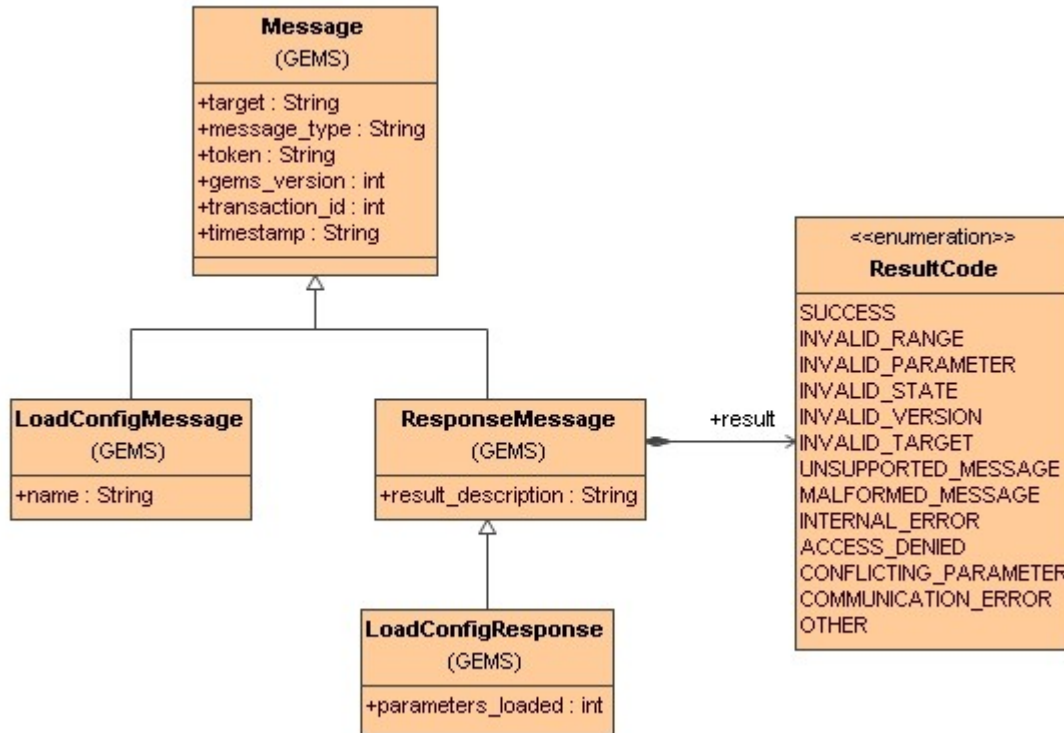 Message
(GEMS)
+target : String
+message_type : String
+token : String
+gems_version : int
+transaction_id : int
+timestamp : String
<<enumeration>>
ResultCode
SUCCESS
INVALID_RANGE
INVALID_PARAMETER
INVALID_STATE
INVALID_VERSION
INVALID_TARGET
UNSUPPORTED_MESSAGE
MALFORMED_MESSAGE
INTERNAL_ERROR
ACCESS_DENIED
CONFLICTING_PARAMETER
COMMUNICATION_ERROR
OTHER
LoadConfigMessage
(GEMS)
+name : String
ResponseMessage
(GEMS)
+result_description : String
+result
LoadConfigResponse
(GEMS)
+parameters_loaded : int